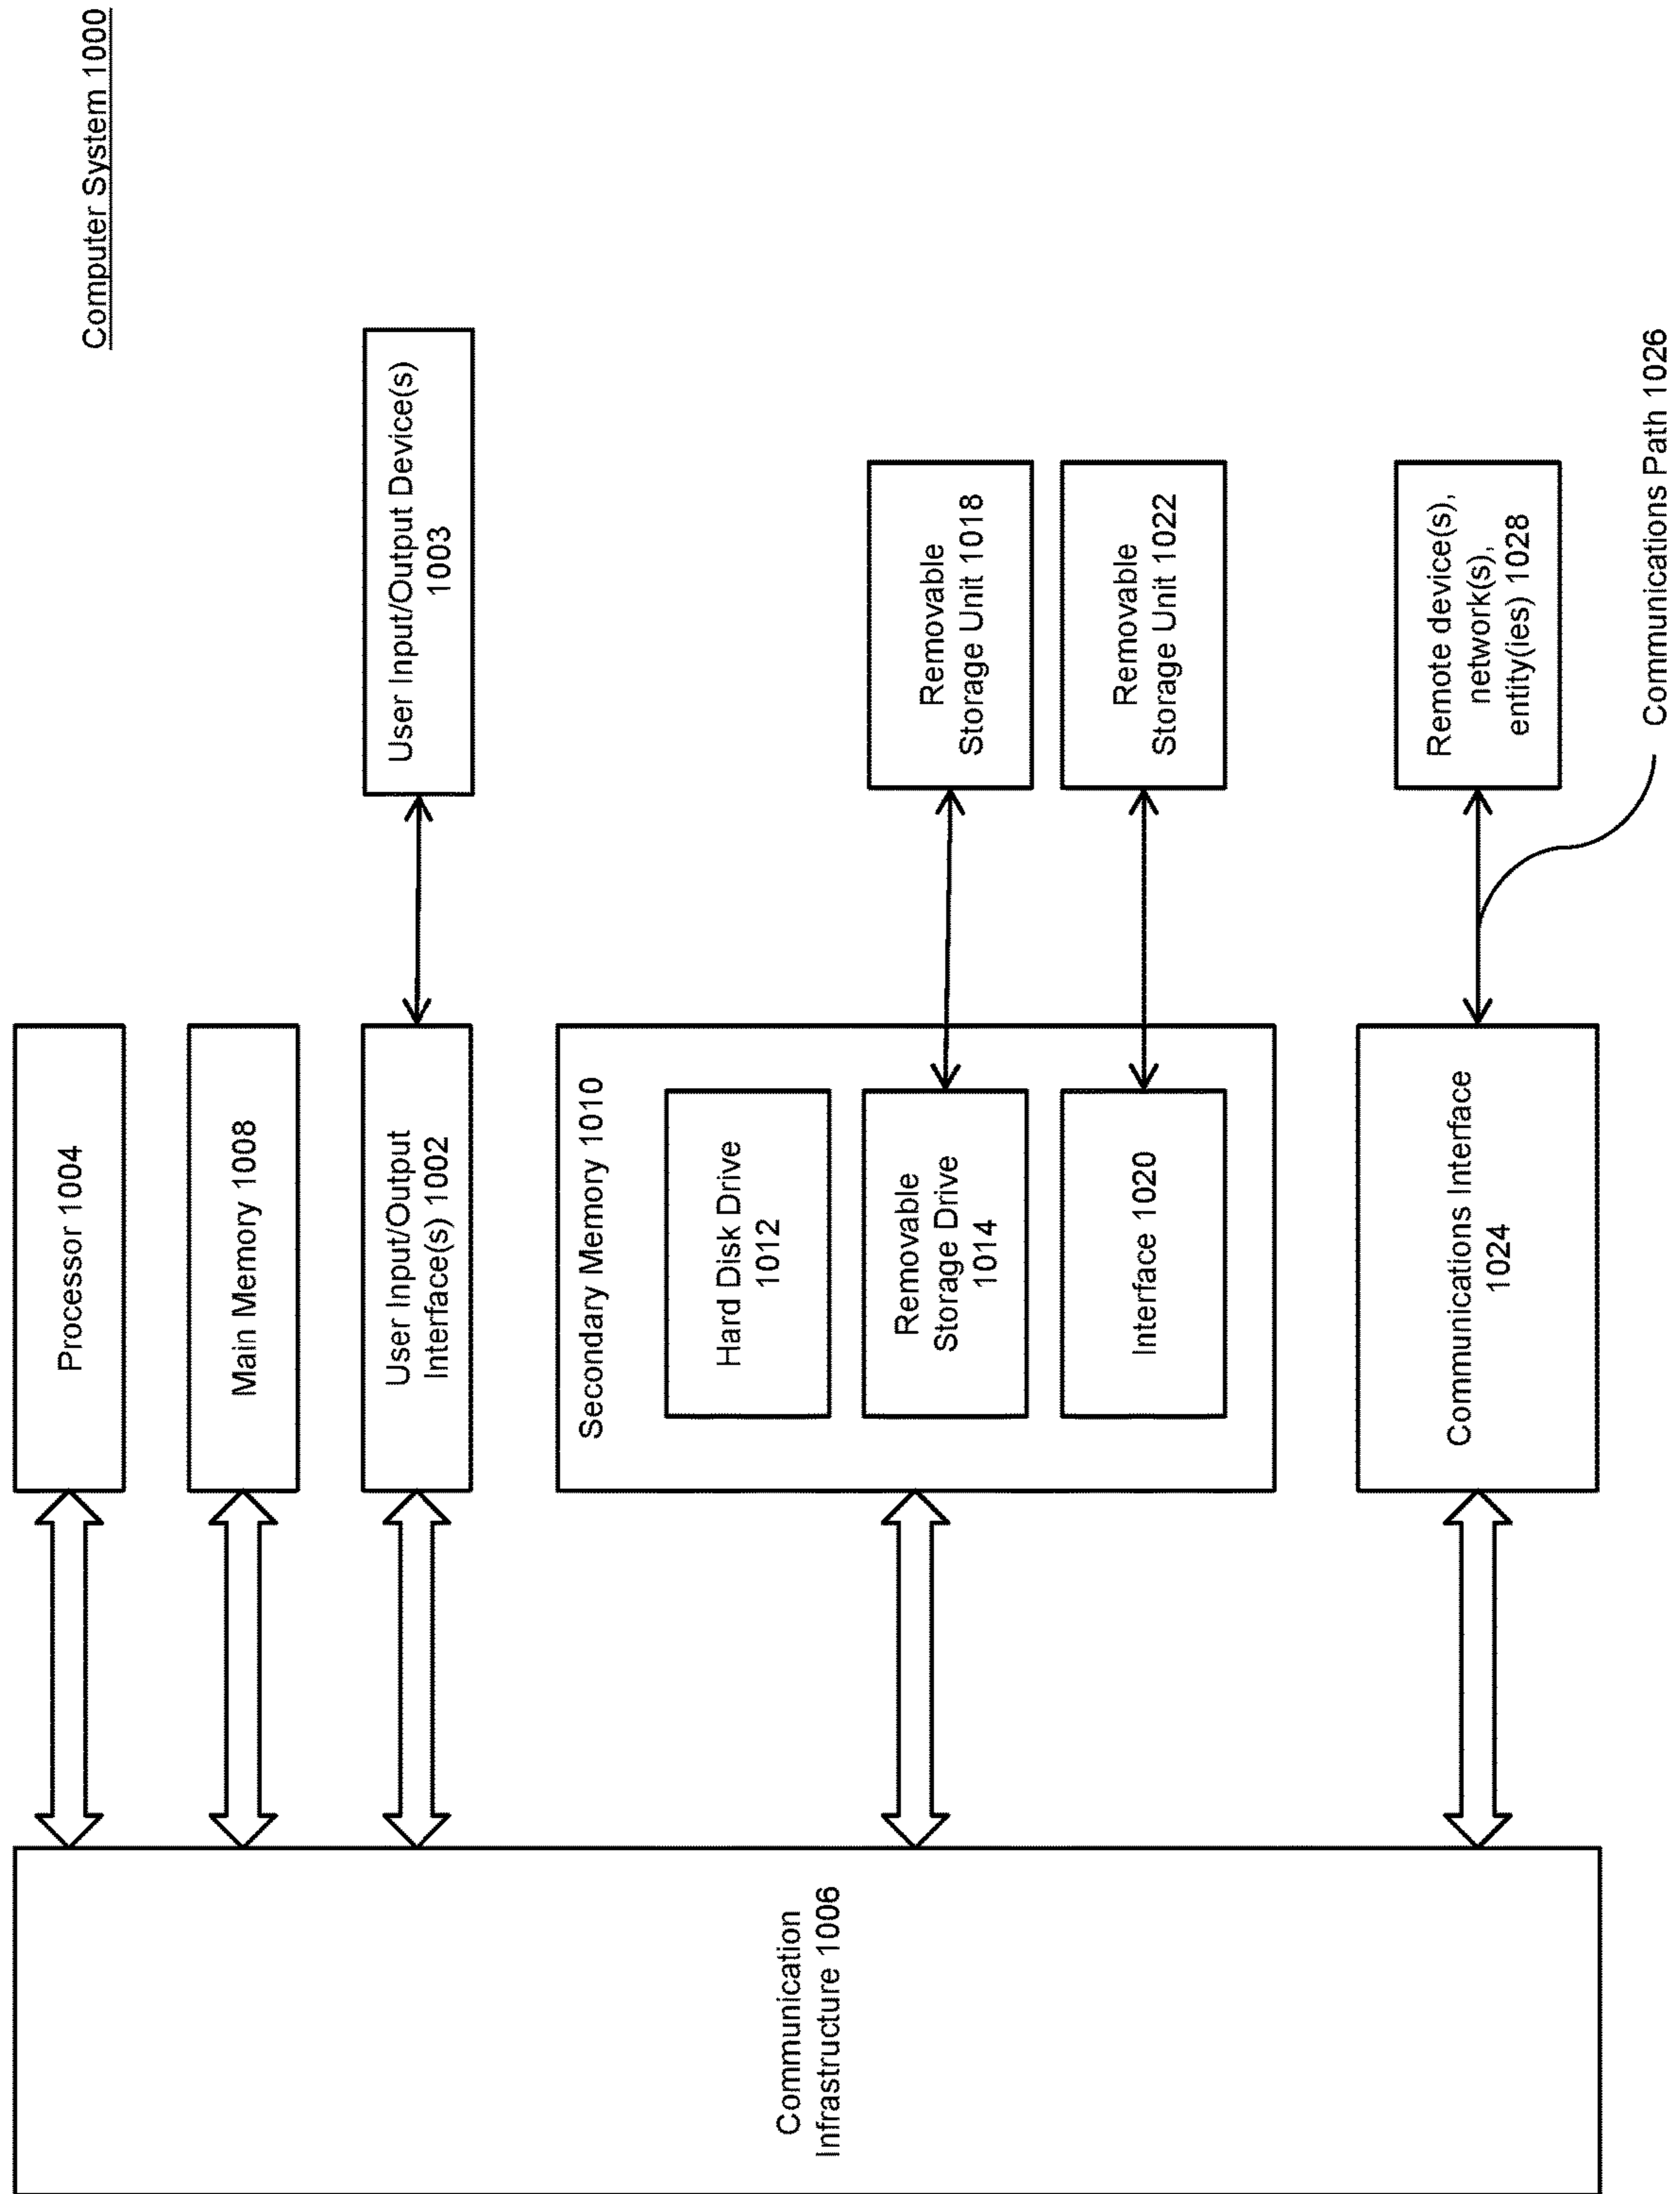 Computer System 1000
Processor 1004
Main Memory 1008
User Input/Output
Interface(s) 1002
User Input/Output Device(s)
1003
Secondary Memory 1010
Hard Disk Drive
1012
Removable
Storage Drive
1014
Removable
Storage Unit 1018
Interface 1020
Removable
Storage Unit 1022
Communications Interface
1024
Remote device(s),
network(s),
entity(ies) 1028
Communications Path 1026
Communication
Infrastructure 1006